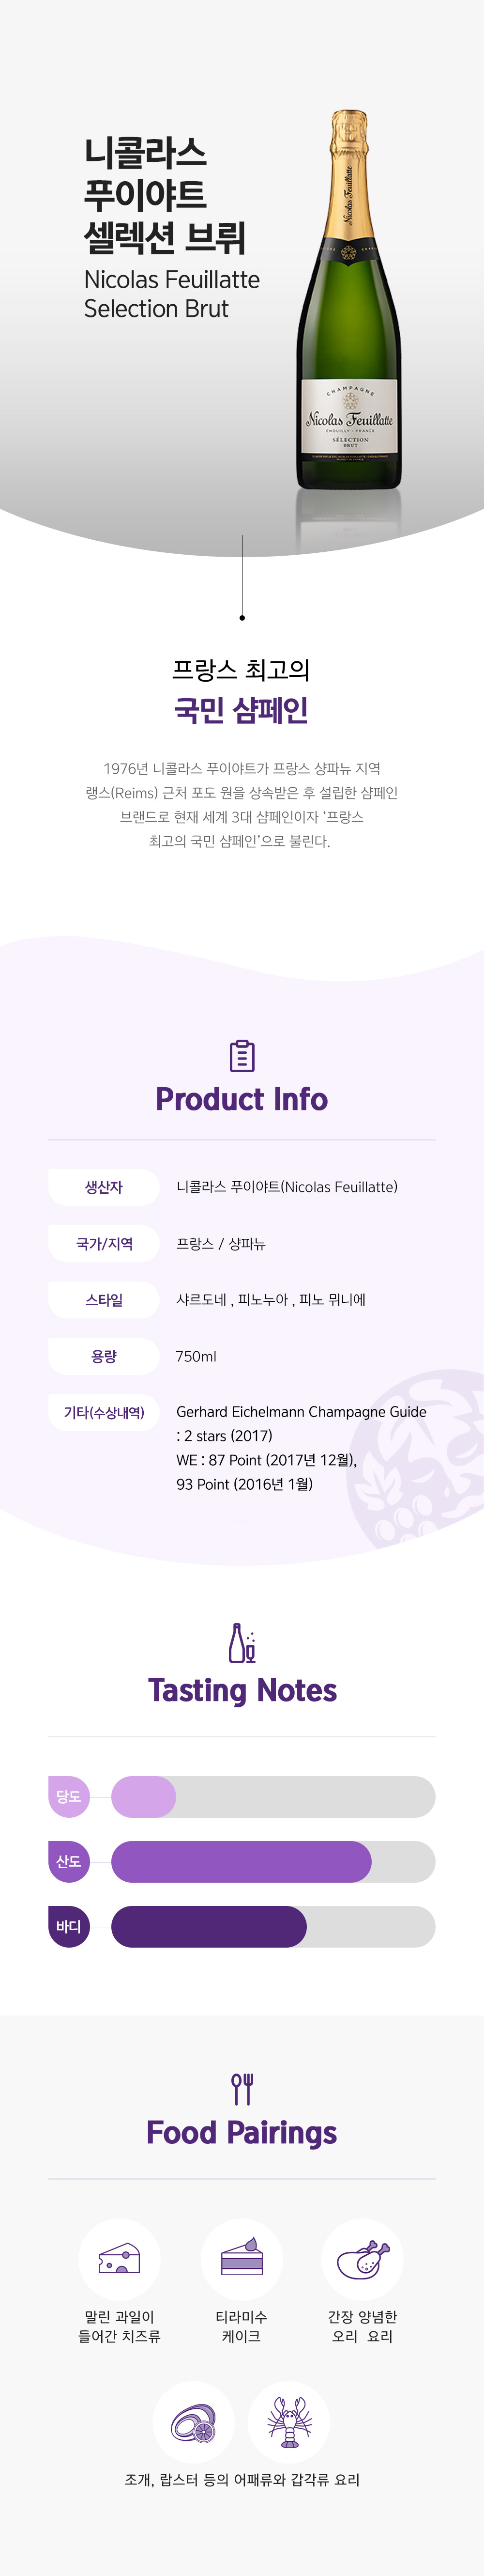 니콜라스
푸이야트
셀렉션 브뤼
Nicolas Feuillatte
Selection Brut
Nicolas Feuillatte
CHAMPAGNE
Nicolas Feuillatte
CHOUILLY - FRANCE
SÉLECTION
BRUT
프랑스 최고의
국민 샴페인
1976년 니콜라스 푸이야트가 프랑스 샹파뉴 지역
랭스(Reims) 근처 포도 원을 상속받은 후 설립한 샴페인
브랜드로 현재 세계 3대 샴페인이자 ‘프랑스
최고의 국민 샴페인’으로 불린다.
Product Info
생산자 니콜라스 푸이야트(Nicolas Feuillatte)
국가/지역 프랑스 / 샹파뉴
스타일 샤르도네 , 피노누아 , 피노 뮈니에
용량 750ml
기타(수상내역) Gerhard Eichelmann Champagne Guide
: 2 stars (2017)
WE : 87 Point (2017년 12월),
93 Point (2016년 1월)
Tasting Notes
당도
산도
바디
Food Pairings
말린 과일이
들어간 치즈류
티라미수
케이크
간장 양념한
오리 요리
조개, 랍스터 등의 어패류와 갑각류 요리